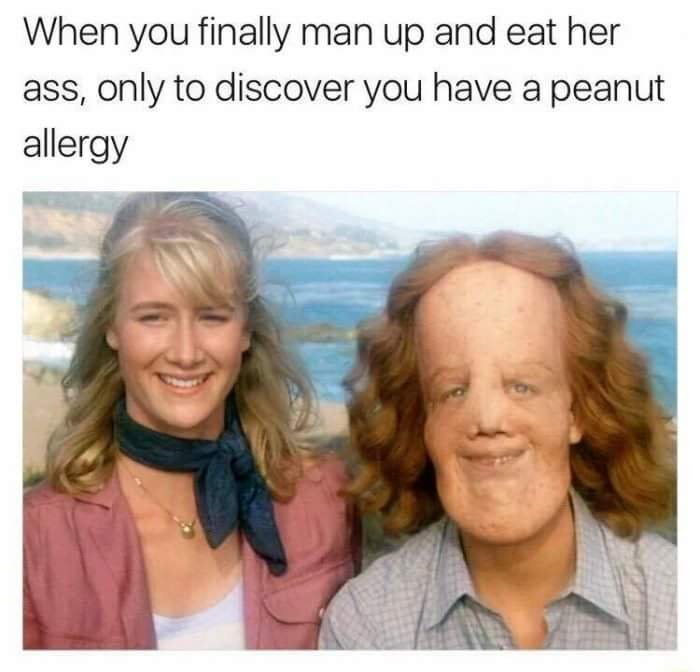 When you finally man up and eat her
ass, only to discover you have a peanut
allergy